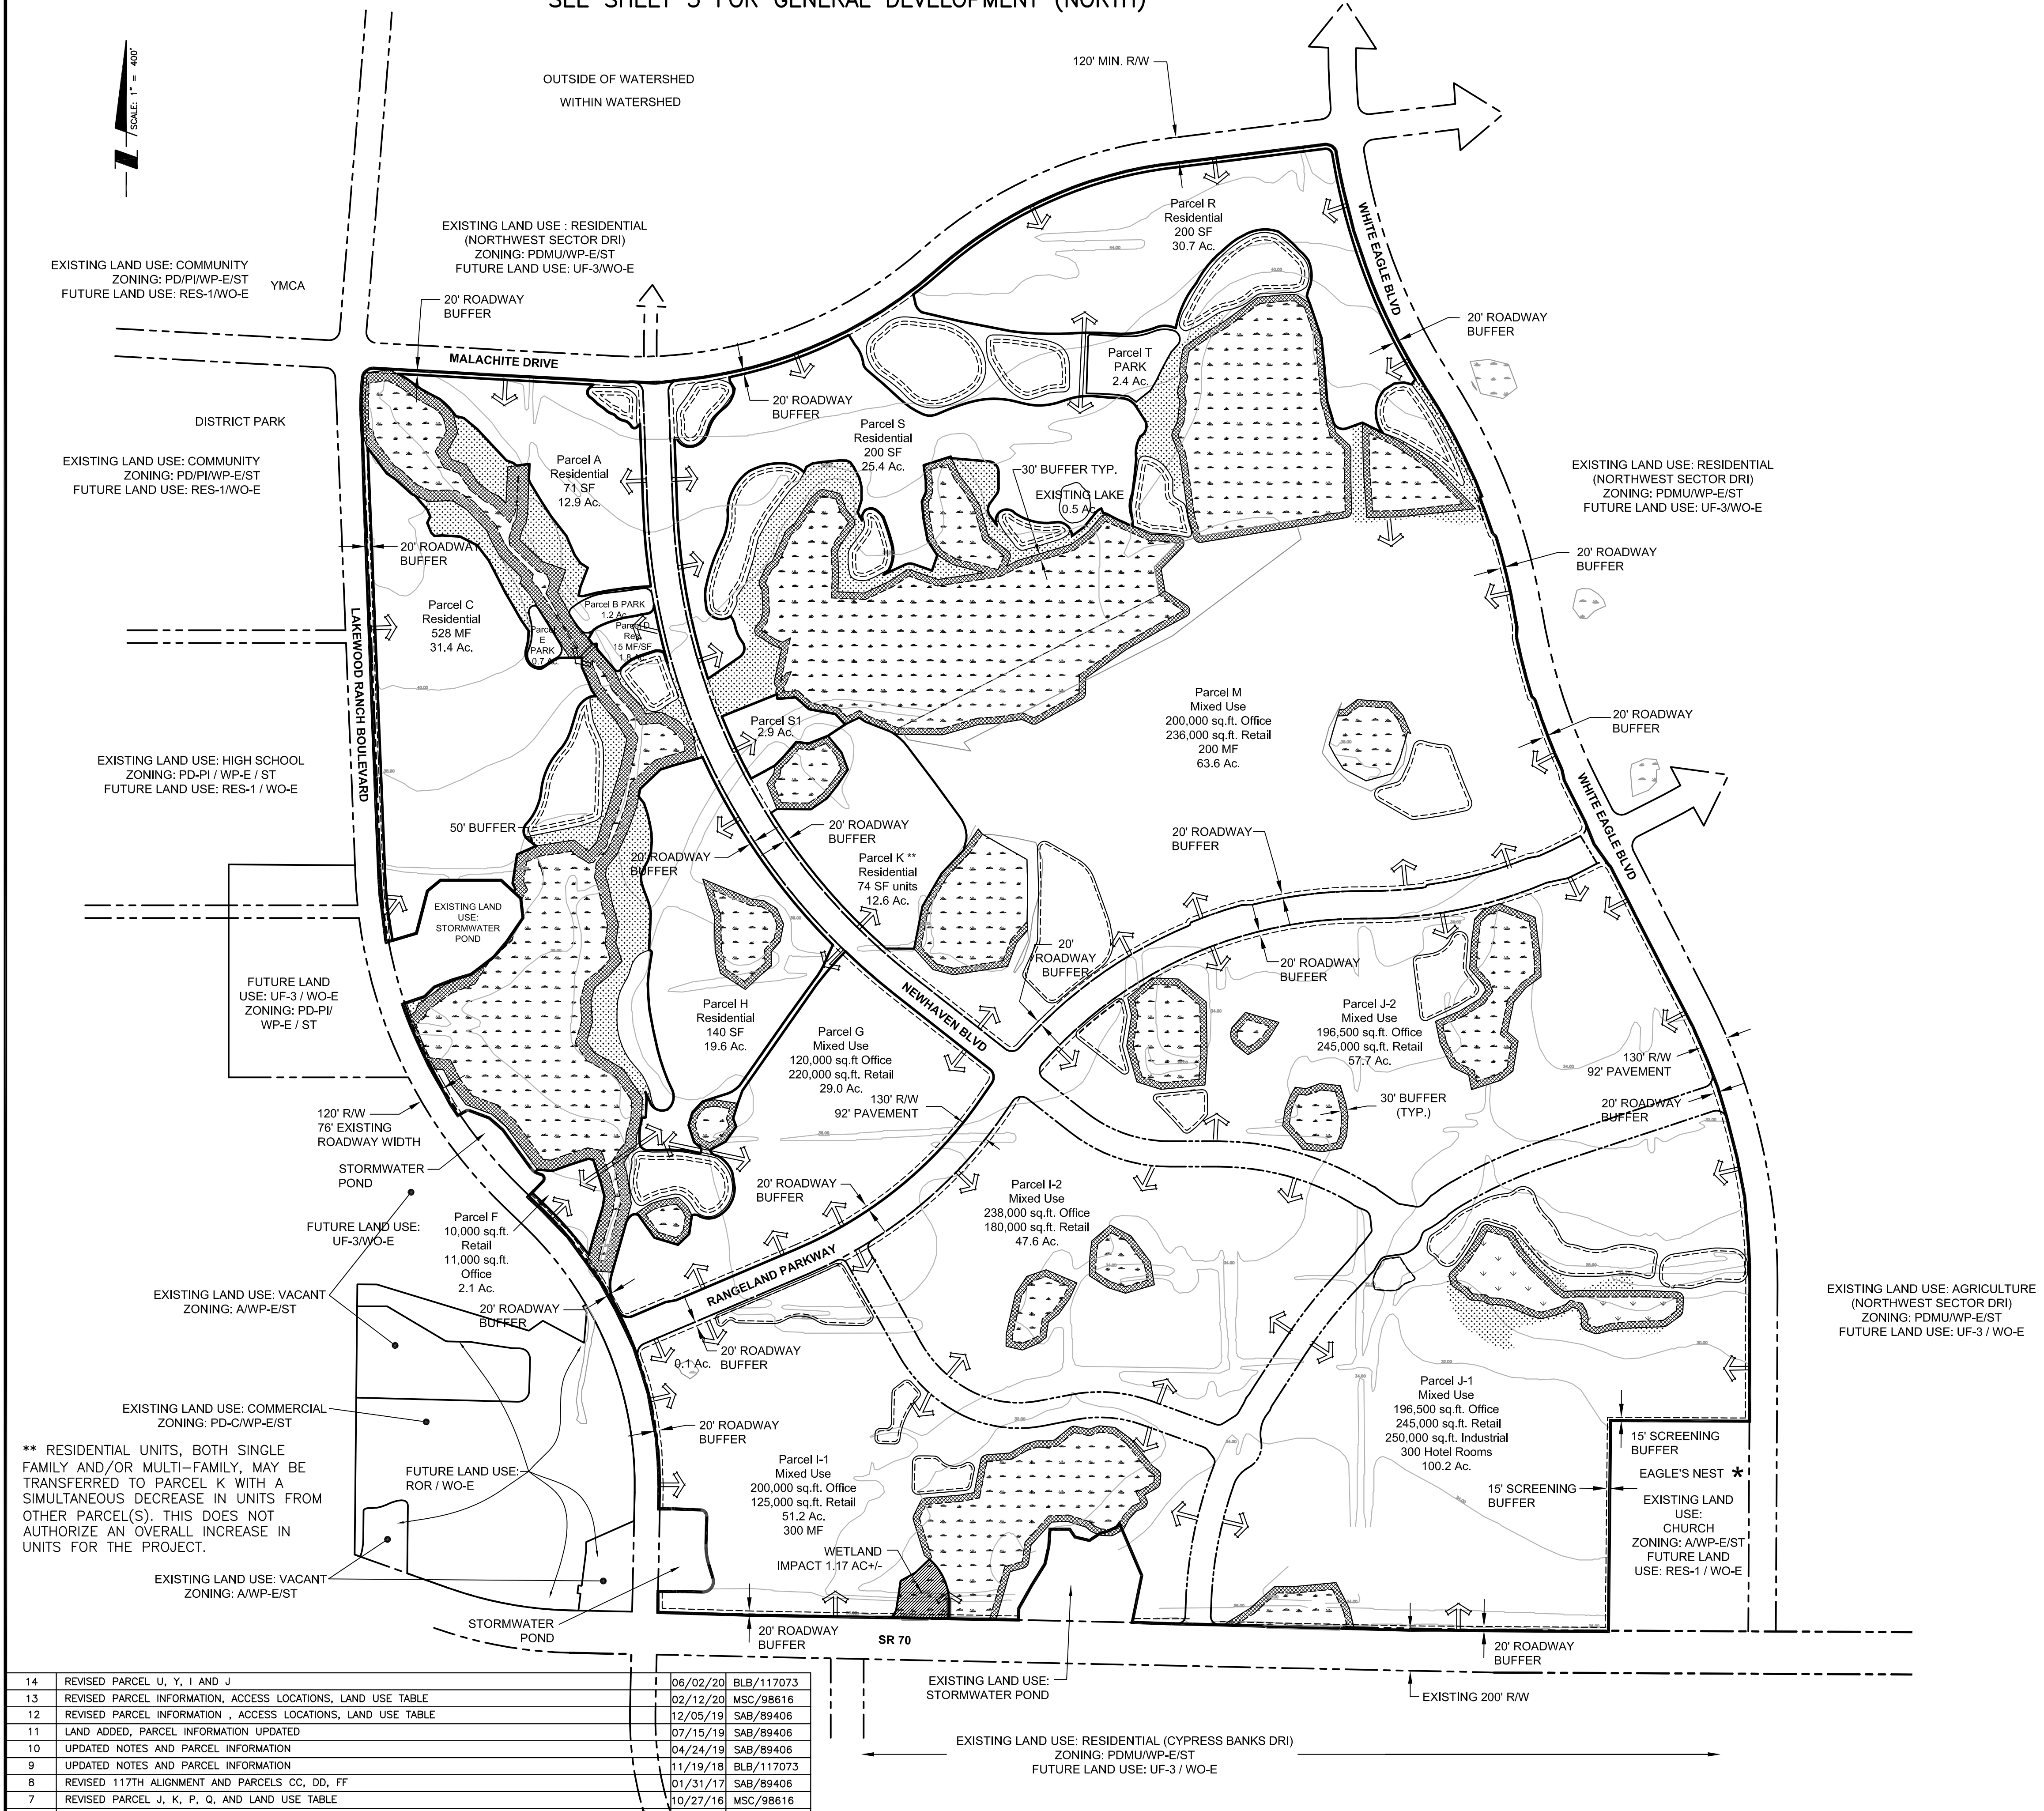 SEE SHEET 5 FOR GENERAL DEVELOPMENT (NORTH)
SCALE: 1" = 400'
OUTSIDE OF WATERSHED
WITHIN WATERSHED
120' MIN. R/W
EXISTING LAND USE : RESIDENTIAL
(NORTHWEST SECTOR DRI)
ZONING: PDMU/WP-E/ST
FUTURE LAND USE: UF-3/WO-E
EXISTING LAND USE: COMMUNITY
ZONING: PD/PI/WP-E/ST
FUTURE LAND USE: RES-1/WO-E
YMCA
20' ROADWAY
BUFFER
Parcel R
Residential
200 SF
30.7 Ac.
WHITE EAGLE BLVD
20' ROADWAY
BUFFER
MALACHITE DRIVE
20' ROADWAY
BUFFER
Parcel T
PARK
2.4 Ac.
DISTRICT PARK
EXISTING LAND USE: COMMUNITY
ZONING: PD/PI/WP-E/ST
FUTURE LAND USE: RES-1/WO-E
Parcel A
Residential
71 SF
12.9 Ac.
Parcel S
Residential
200 SF
25.4 Ac.
30' BUFFER TYP.
EXISTING LAKE
0.5 Ac.
EXISTING LAND USE: RESIDENTIAL
(NORTHWEST SECTOR DRI)
ZONING: PDMU/WP-E/ST
FUTURE LAND USE: UF-3/WO-E
20' ROADWAY
BUFFER
20' ROADWAY
BUFFER
LAKEWOOD RANCH BOULEVARD
Parcel C
Residential
528 MF
31.4 Ac.
Parcel B PARK
1.2 Ac.
Parcel D
Res.
15 MF/SF
1.8 Ac.
Parcel
E
PARK
0.7 Ac.
Parcel S1
2.9 Ac.
Parcel M
Mixed Use
200,000 sq.ft. Office
236,000 sq.ft. Retail
200 MF
63.6 Ac.
20' ROADWAY
BUFFER
EXISTING LAND USE: HIGH SCHOOL
ZONING: PD-PI / WP-E / ST
FUTURE LAND USE: RES-1 / WO-E
50' BUFFER
20' ROADWAY
BUFFER
20' ROADWAY
BUFFER
Parcel K **
Residential
74 SF units
12.6 Ac.
20' ROADWAY
BUFFER
WHITE EAGLE BLVD
EXISTING LAND
USE:
STORMWATER
POND
20'
ROADWAY
BUFFER
20' ROADWAY
BUFFER
FUTURE LAND
USE: UF-3 / WO-E
ZONING: PD-PI/
WP-E / ST
NEWHAVEN BLVD
Parcel H
Residential
140 SF
19.6 Ac.
Parcel G
Mixed Use
120,000 sq.ft Office
220,000 sq.ft. Retail
29.0 Ac.
Parcel J-2
Mixed Use
196,500 sq.ft. Office
245,000 sq.ft. Retail
57.7 Ac.
130' R/W
92' PAVEMENT
130' R/W
92' PAVEMENT
30' BUFFER
(TYP.)
20' ROADWAY
BUFFER
120' R/W
76' EXISTING
ROADWAY WIDTH
STORMWATER
POND
20' ROADWAY
BUFFER
Parcel I-2
Mixed Use
238,000 sq.ft. Office
180,000 sq.ft. Retail
47.6 Ac.
FUTURE LAND USE:
UF-3/WO-E
Parcel F
10,000 sq.ft.
Retail
11,000 sq.ft.
Office
2.1 Ac.
RANGELAND PARKWAY
EXISTING LAND USE: VACANT
ZONING: A/WP-E/ST
20' ROADWAY
BUFFER
EXISTING LAND USE: AGRICULTURE
(NORTHWEST SECTOR DRI)
ZONING: PDMU/WP-E/ST
FUTURE LAND USE: UF-3 / WO-E
0.1 Ac.
20' ROADWAY
BUFFER
EXISTING LAND USE: COMMERCIAL
ZONING: PD-C/WP-E/ST
20' ROADWAY
BUFFER
Parcel J-1
Mixed Use
196,500 sq.ft. Office
245,000 sq.ft. Retail
250,000 sq.ft. Industrial
300 Hotel Rooms
100.2 Ac.
15' SCREENING
BUFFER
** RESIDENTIAL UNITS, BOTH SINGLE
FAMILY AND/OR MULTI-FAMILY, MAY BE
TRANSFERRED TO PARCEL K WITH A
SIMULTANEOUS DECREASE IN UNITS FROM
OTHER PARCEL(S). THIS DOES NOT
AUTHORIZE AN OVERALL INCREASE IN
UNITS FOR THE PROJECT.
FUTURE LAND USE:
ROR / WO-E
Parcel I-1
Mixed Use
200,000 sq.ft. Office
125,000 sq.ft. Retail
51.2 Ac.
300 MF
EAGLE'S NEST *
15' SCREENING
BUFFER
EXISTING LAND
USE:
CHURCH
ZONING: A/WP-E/ST
FUTURE LAND
USE: RES-1 / WO-E
WETLAND
IMPACT 1.17 AC+/-
EXISTING LAND USE: VACANT
ZONING: A/WP-E/ST
STORMWATER
POND
20' ROADWAY
BUFFER
SR 70
20' ROADWAY
BUFFER
EXISTING LAND USE:
STORMWATER POND
EXISTING 200' R/W
EXISTING LAND USE: RESIDENTIAL (CYPRESS BANKS DRI)
ZONING: PDMU/WP-E/ST
FUTURE LAND USE: UF-3 / WO-E
14 REVISED PARCEL U, Y, I AND J 06/02/20 BLB/117073
13 REVISED PARCEL INFORMATION, ACCESS LOCATIONS, LAND USE TABLE 02/12/20 MSC/98616
12 REVISED PARCEL INFORMATION , ACCESS LOCATIONS, LAND USE TABLE 12/05/19 SAB/89406
11 LAND ADDED, PARCEL INFORMATION UPDATED 07/15/19 SAB/89406
10 UPDATED NOTES AND PARCEL INFORMATION 04/24/19 SAB/89406
9 UPDATED NOTES AND PARCEL INFORMATION 11/19/18 BLB/117073
8 REVISED 117TH ALIGNMENT AND PARCELS CC, DD, FF 01/31/17 SAB/89406
7 REVISED PARCEL J, K, P, Q, AND LAND USE TABLE 10/27/16 MSC/98616